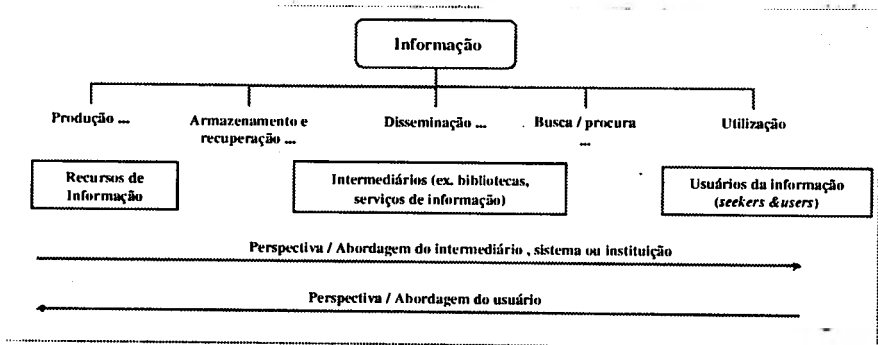 Informação
Produção ...
Armazenamento e
recuperação ...
Disseminação ...
Busca / procura
...
Utilização
Recursos de
Informação
Intermediários (ex. bibliotecas,
serviços de informação)
Usuários da informação
(seekers &users)
Perspectiva / Abordagem do intermediário , sistema ou instituição
Perspectiva / Abordagem do usuário